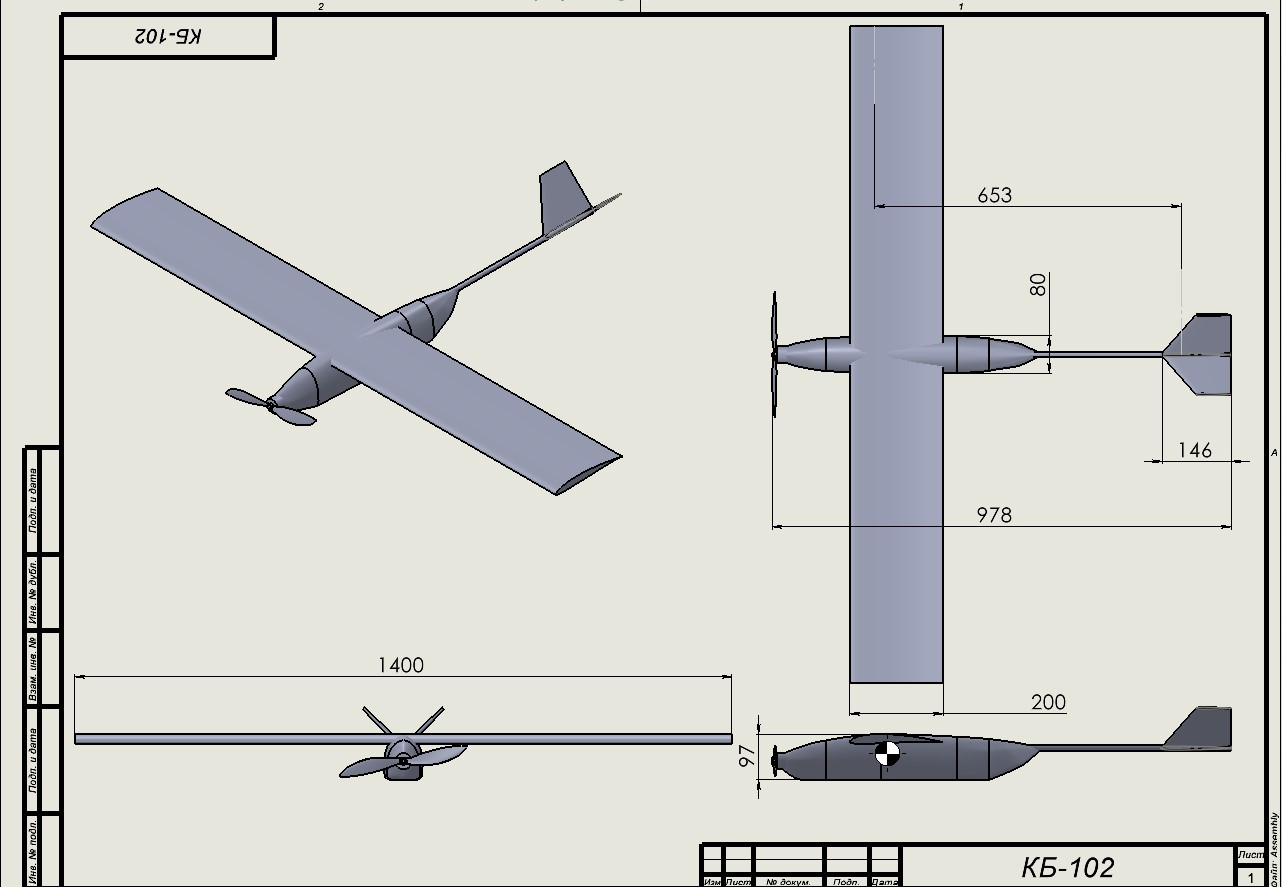 2
1
КБ-102
653
80
146
978
1400
200
97
A
Подп. и дата
Инв. № дубл.
Взам. инв. №
Подп. и дата
Инв. № подл.
Изм
Лист
№ докум.
Подп.
Дата
КБ-102
Лист
1
Assembly